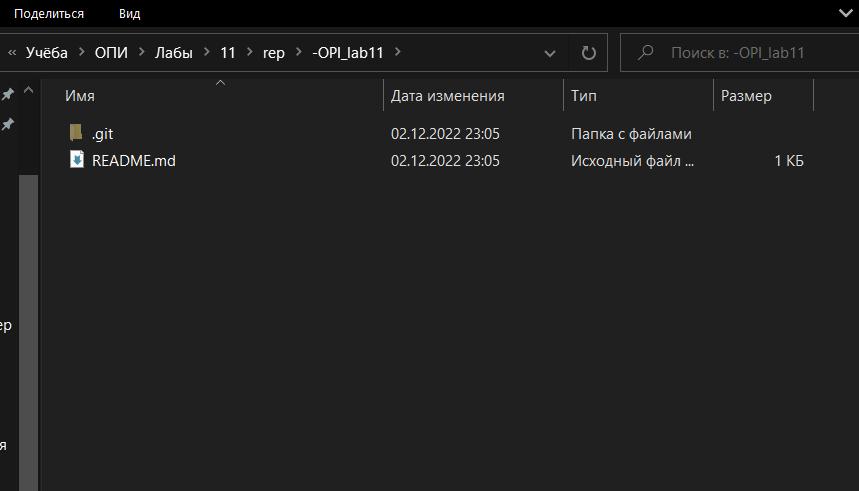 Поделиться Вид
« Учёба > ОПИ > Лабы > 11 > rep > -OPI_lab11 > Поиск в: -OPI_lab11
Имя Дата изменения Тип Размер
.git 02.12.2022 23:05 Папка с файлами
README.md 02.12.2022 23:05 Исходный файл ... 1 КБ
ер
я